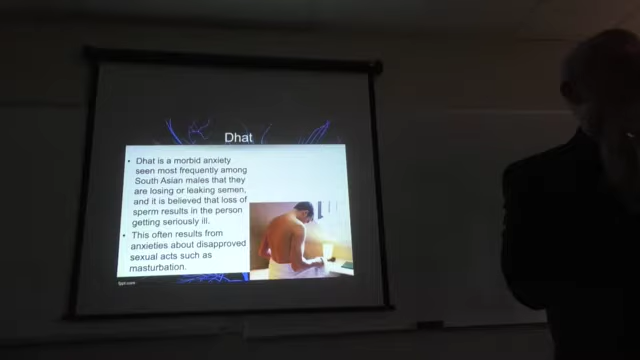 Dhat
• Dhat is a morbid anxiety
seen most frequently among
South Asian males that they
are losing or leaking semen,
and it is believed that loss of
sperm results in the person
getting seriously ill.
• This often results from
anxieties about disapproved
sexual acts such as
masturbation.